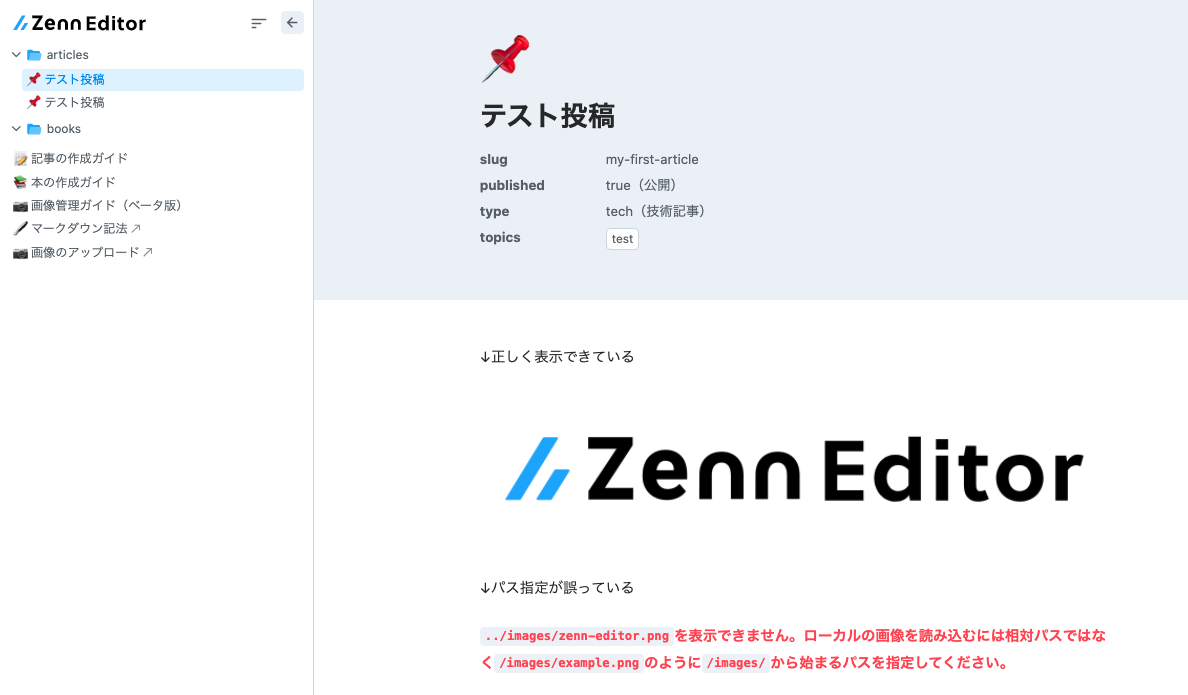 Zenn Editor
articles
テスト投稿
テスト投稿
books
記事の作成ガイド
本の作成ガイド
画像管理ガイド（ベータ版）
マークダウン記法
画像のアップロード
テスト投稿
slug my-first-article
published true（公開）
type tech（技術記事）
topics test
↓正しく表示できている
Zenn Editor
↓パス指定が誤っている
../images/zenn-editor.png を表示できません。ローカルの画像を読み込むには相対パスではな
く /images/example.png のように /images/ から始まるパスを指定してください。